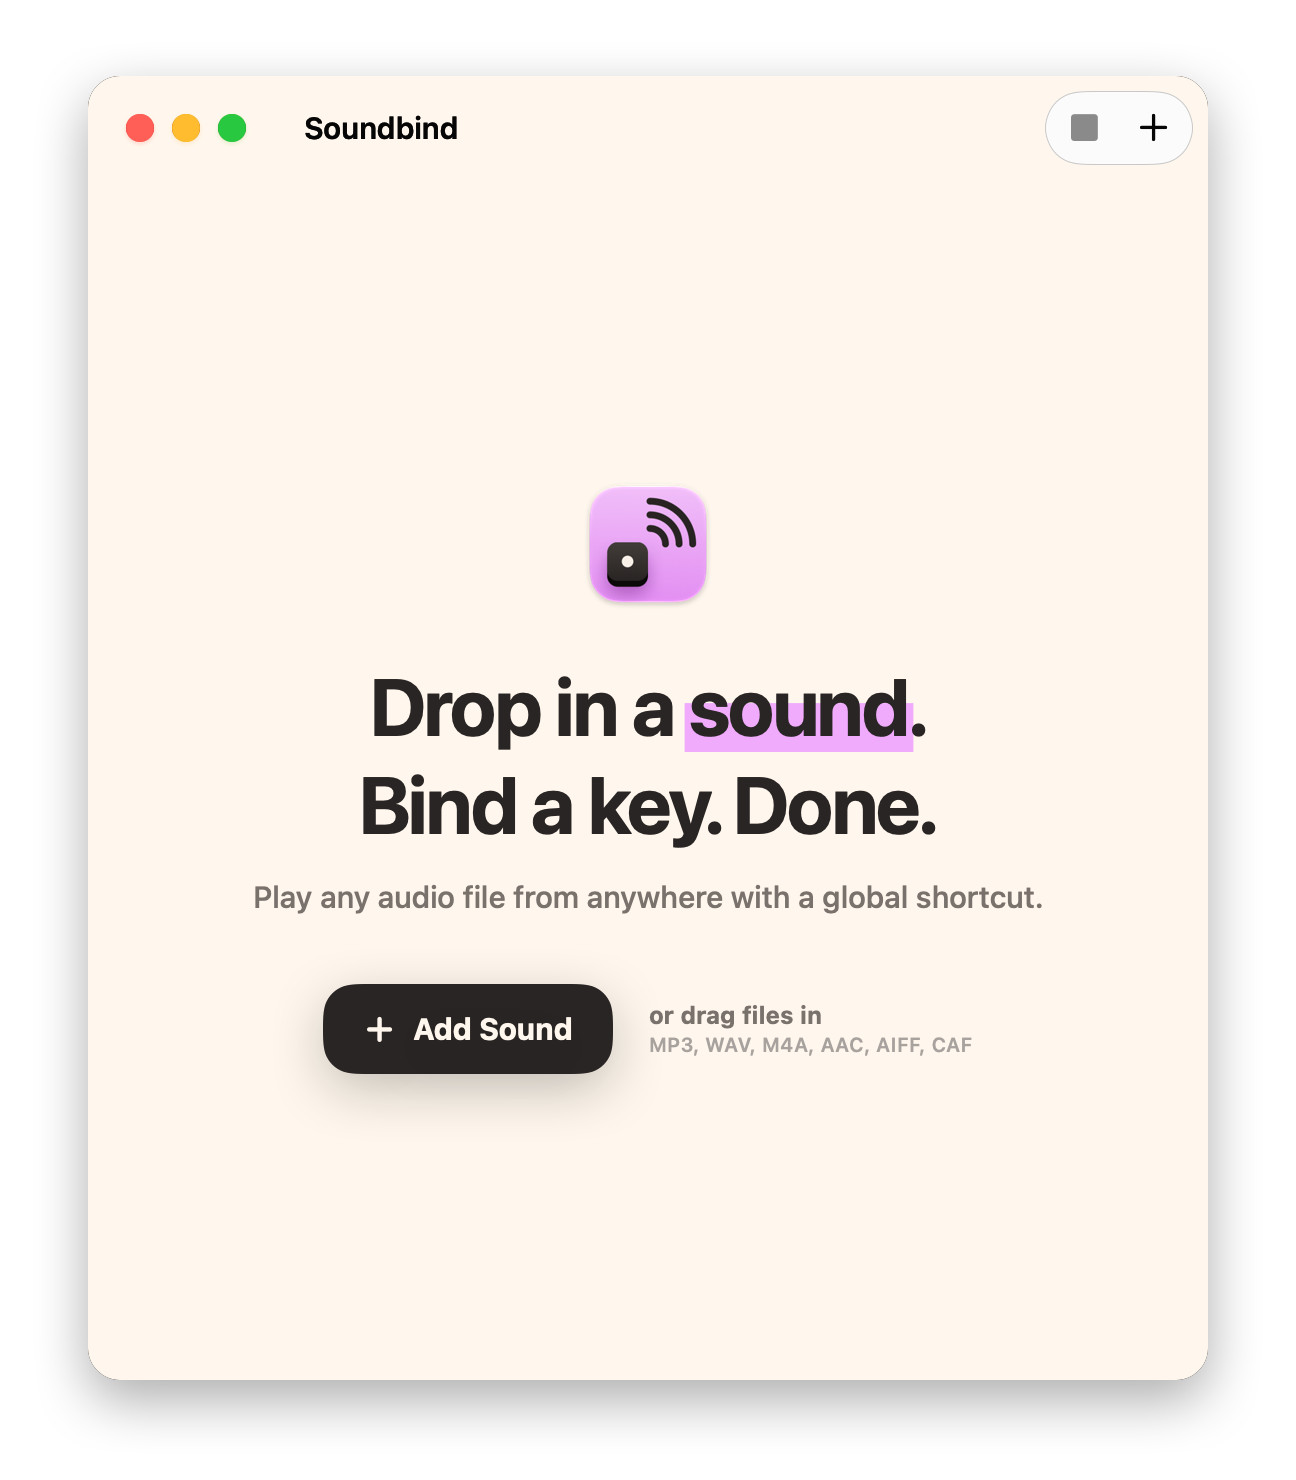 Soundbind
Drop in a sound.
Bind a key. Done.
Play any audio file from anywhere with a global shortcut.
Add Sound
or drag files in
MP3, WAV, M4A, AAC, AIFF, CAF